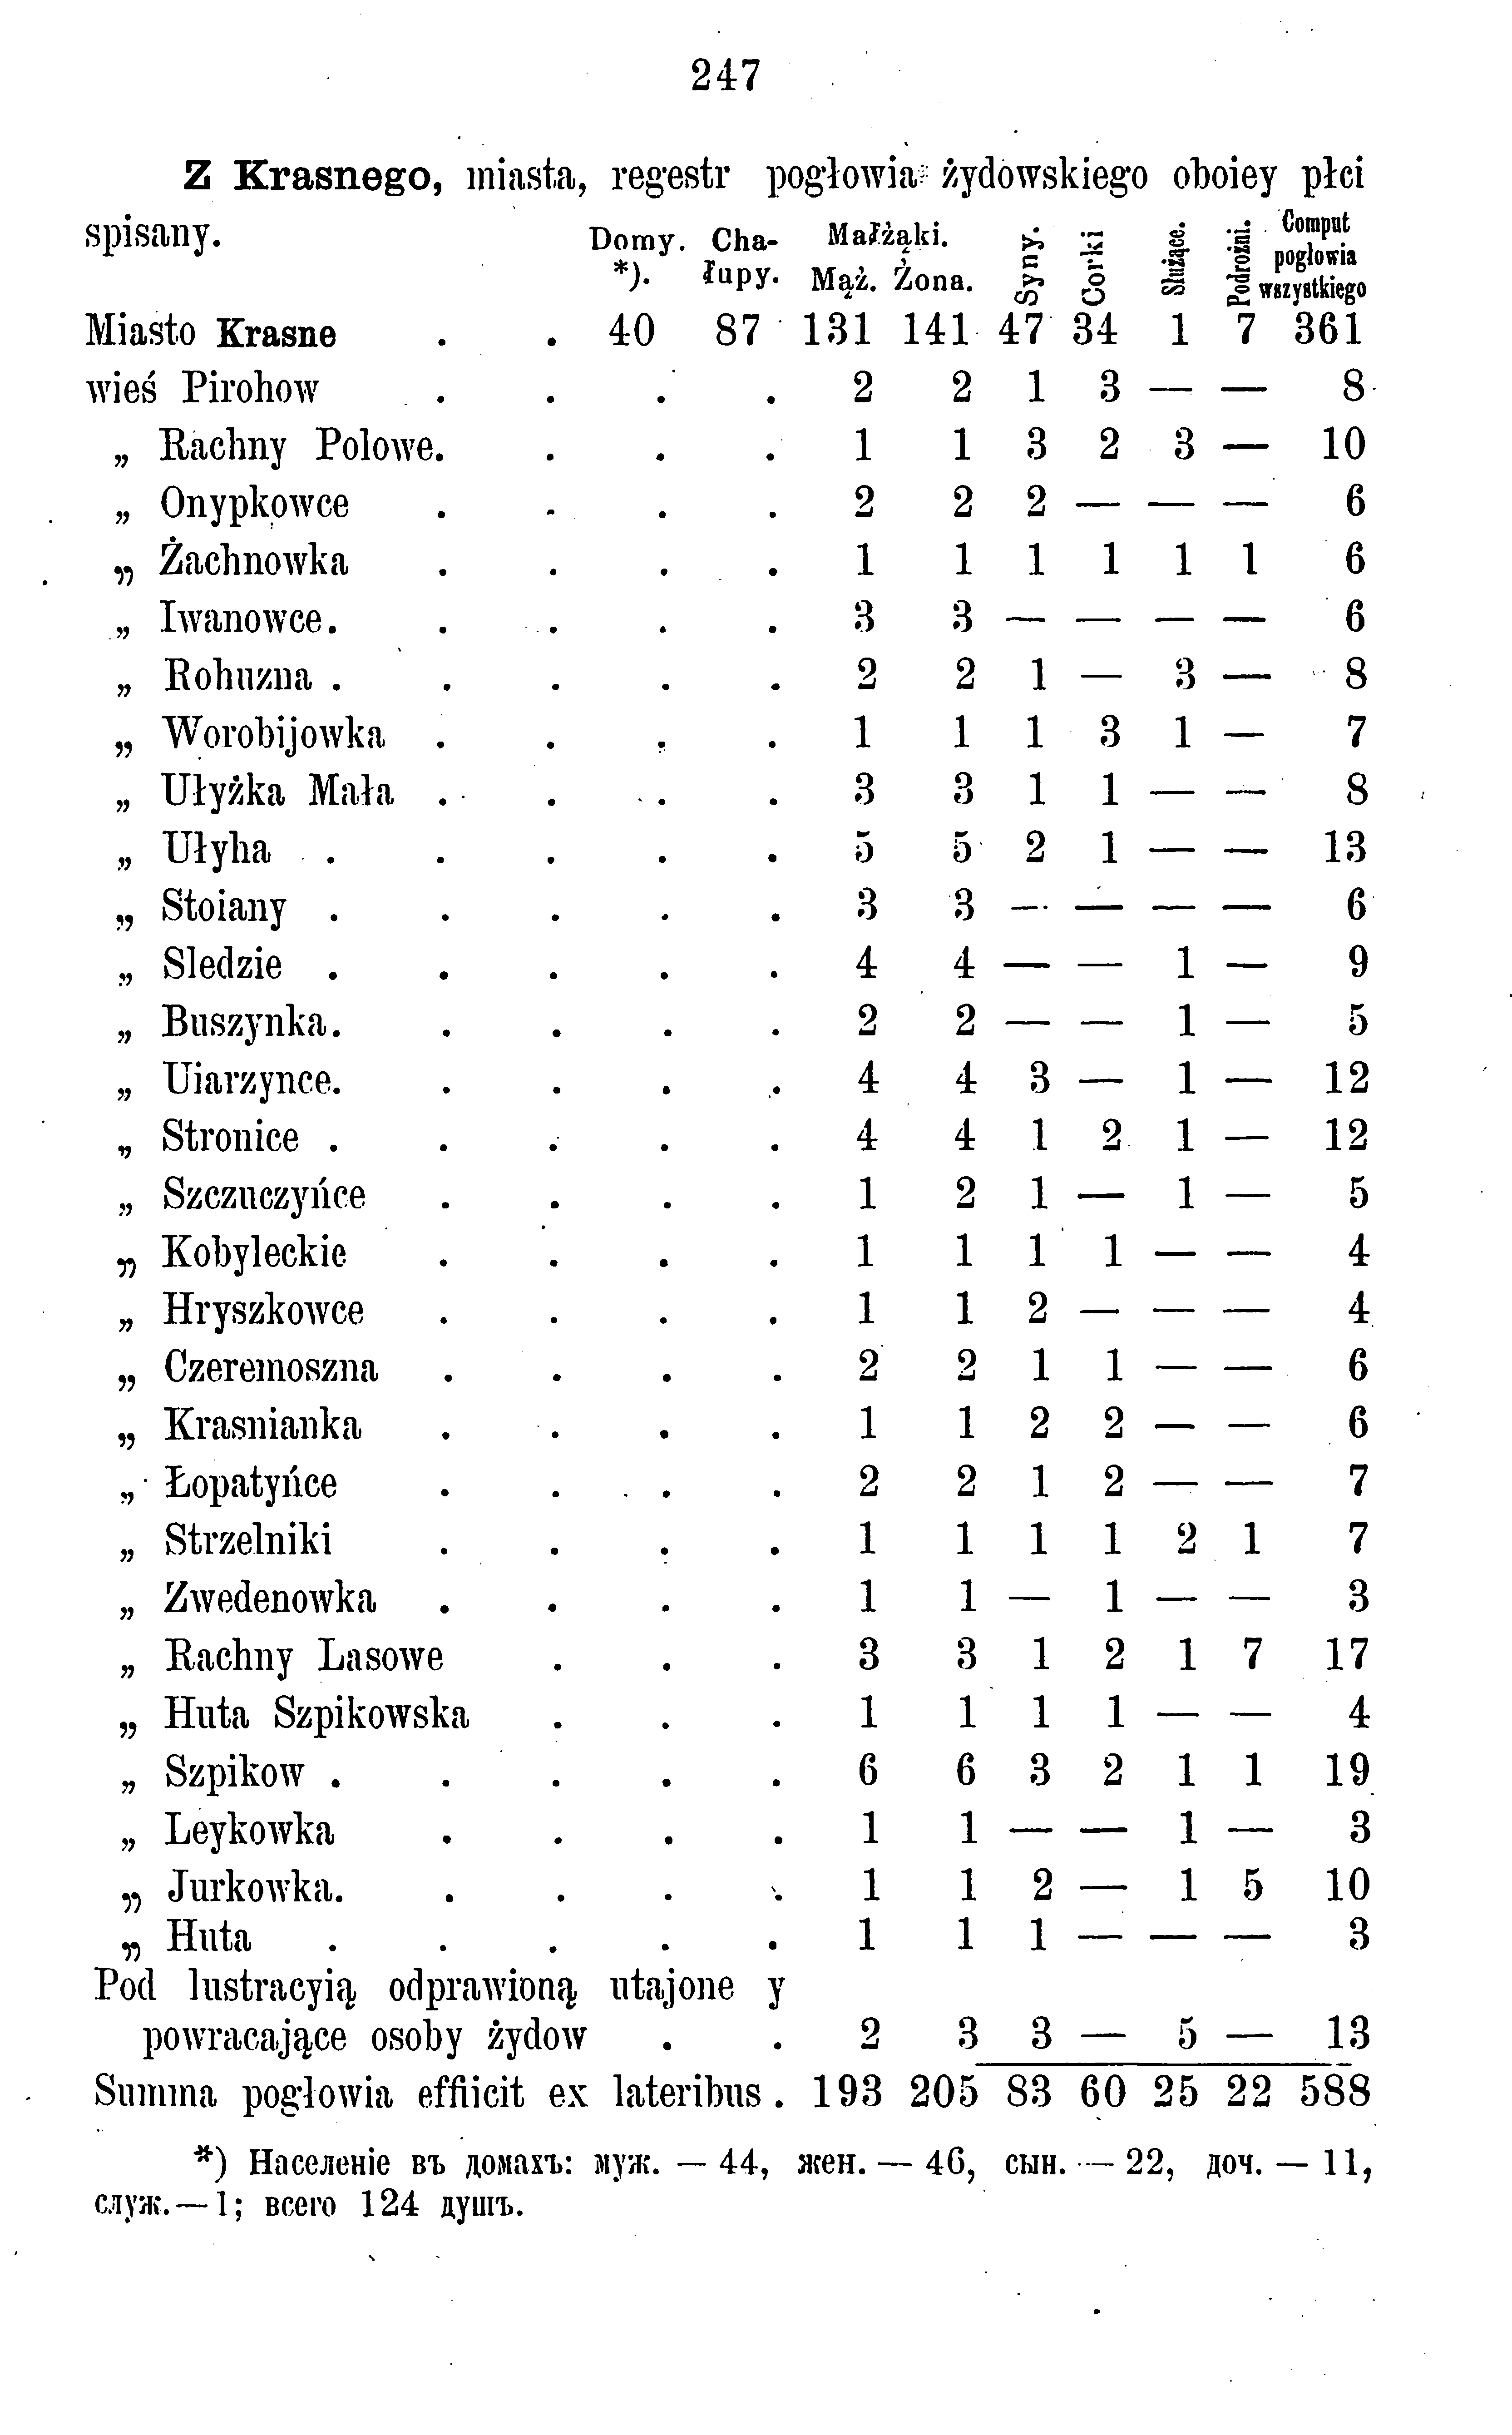 247
Z Krasnego, miasta, regestr pogłowia żydowskiego oboiey płci
spisany.
Domy. *). Chałupy. Małżąki. Mąż. Żona. Syny. Corki Służące. Podrożni. Comput pogłowia wszystkiego
Miasto Krasne . . 40 87 131 141 47 34 1 7 361
wieś Pirohow . . . . 2 2 1 3 — — 8
„ Rachny Polowe. . . . 1 1 3 2 3 — 10
„ Onypkowce . . . . 2 2 2 — — — 6
„ Żachnowka . . . . 1 1 1 1 1 1 6
„ Iwanowce. . . . . 3 3 — — — — 6
„ Rohuzna . . . . . 2 2 1 — 3 — 8
„ Worobijowka . . . . 1 1 1 3 1 — 7
„ Ułyżka Mała . . . . 3 3 1 1 — — 8
„ Ułyha . . . . . 5 5 2 1 — — 13
„ Stoiany . . . . . 3 3 — — — — 6
„ Sledzie . . . . . 4 4 — — 1 — 9
„ Buszynka. . . . . 2 2 — — 1 — 5
„ Uiarzynce. . . . . 4 4 3 — 1 — 12
„ Stronice . . . . . 4 4 1 2 1 — 12
„ Szczuczyńce . . . . 1 2 1 — 1 — 5
„ Kobyleckie . . . . 1 1 1 1 — — 4
„ Hryszkowce . . . . 1 1 2 — — — 4
„ Czeremoszna . . . . 2 2 1 1 — — 6
„ Krasnianka . . . . 1 1 2 2 — — 6
„ Łopatyńce . . . . 2 2 1 2 — — 7
„ Strzelniki . . . . 1 1 1 1 2 1 7
„ Zwedenowka . . . . 1 1 — 1 — — 3
„ Rachny Lasowe . . . 3 3 1 2 1 7 17
„ Huta Szpikowska . . . 1 1 1 1 — — 4
„ Szpikow . . . . . 6 6 3 2 1 1 19
„ Leykowka . . . . 1 1 — — 1 — 3
„ Jurkowka. . . . . 1 1 2 — 1 5 10
„ Huta . . . . . 1 1 1 — — — 3
Pod lustracyią odprawioną utajone y
powracające osoby żydow . . 2 3 3 — 5 — 13
Summa pogłowia effiicit ex lateribus . 193 205 83 60 25 22 588
*) Населеніе въ домахъ: муж. — 44, жен. — 46, сын. — 22, доч. — 11,
служ. — 1; всего 124 душъ.